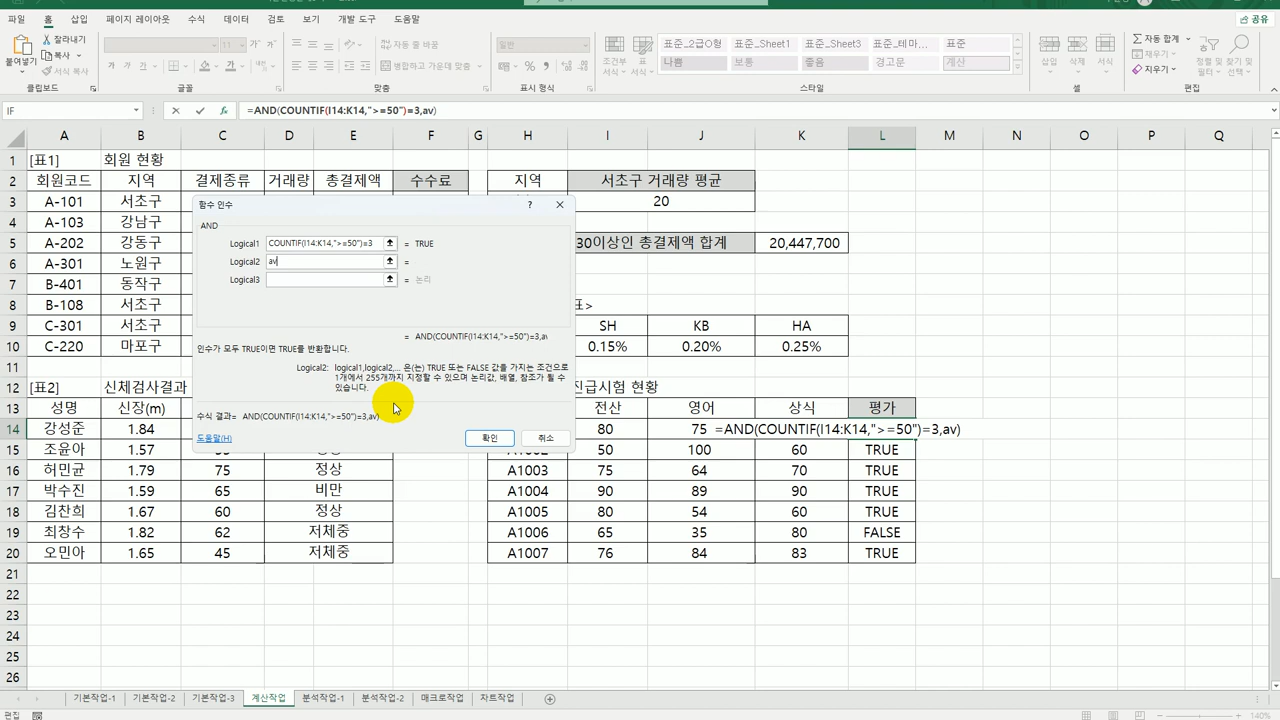 파일 홈 삽입 페이지 레이아웃 수식 데이터 검토 보기 개발 도구 도움말 공유
붙여넣기 잘라내기 복사 서식 복사 클립보드
11 가 가 가 글꼴
자동 줄 바꿈 병합하고 가운데 맞춤 맞춤
일반 % 표시 형식
조건부 서식 표 서식
표준_2급O형 표준_Sheet1 표준_Sheet3 표준_테마... 표준
나쁨 보통 좋음 경고문 계산
스타일
삽입 삭제 서식 셀
자동 합계 채우기 지우기 정렬 및 필터 찾기 및 선택 편집
IF =AND(COUNTIF(I14:K14,">=50")=3,av)
A B C D E F G H I J K L M N O P Q
1 [표1] 회원 현황
2 회원코드 지역 결제종류 거래량 총결제액 수수료 지역 서초구 거래량 평균
3 A-101 서초구 20
4 A-103 강남구
5 A-202 강동구 30이상인 총결제액 합계 20,447,700
6 A-301 노원구
7 B-401 동작구
8 B-108 서초구 표>
9 C-301 서초구 SH KB HA
10 C-220 마포구 0.15% 0.20% 0.25%
11
12 [표2] 신체검사결과 진급시험 현황
13 성명 신장(m) 전산 영어 상식 평가
14 강성준 1.84 80 75 =AND(COUNTIF(I14:K14,">=50")=3,av)
15 조윤아 1.57 A1002 50 100 60 TRUE
16 허민균 1.79 75 정상 A1003 75 64 70 TRUE
17 박수진 1.59 65 비만 A1004 90 89 90 TRUE
18 김찬희 1.67 60 정상 A1005 80 54 60 TRUE
19 최창수 1.82 62 저체중 A1006 65 35 80 FALSE
20 오민아 1.65 45 저체중 A1007 76 84 83 TRUE
21
22
23
24
25
26
함수 인수 ? ×
AND
Logical1 COUNTIF(I14:K14,">=50")=3 = TRUE
Logical2 av =
Logical3 = 논리
= AND(COUNTIF(I14:K14,">=50")=3,av
인수가 모두 TRUE이면 TRUE를 반환합니다.
Logical2: logical1,logical2,... 은(는) TRUE 또는 FALSE 값을 가지는 조건으로
1개에서 255개까지 지정할 수 있으며 논리값, 배열, 참조가 될 수
있습니다.
수식 결과= AND(COUNTIF(I14:K14,">=50")=3,av)
도움말(H) 확인 취소
기본작업-1 기본작업-2 기본작업-3 계산작업 분석작업-1 분석작업-2 매크로작업 차트작업
편집 140%